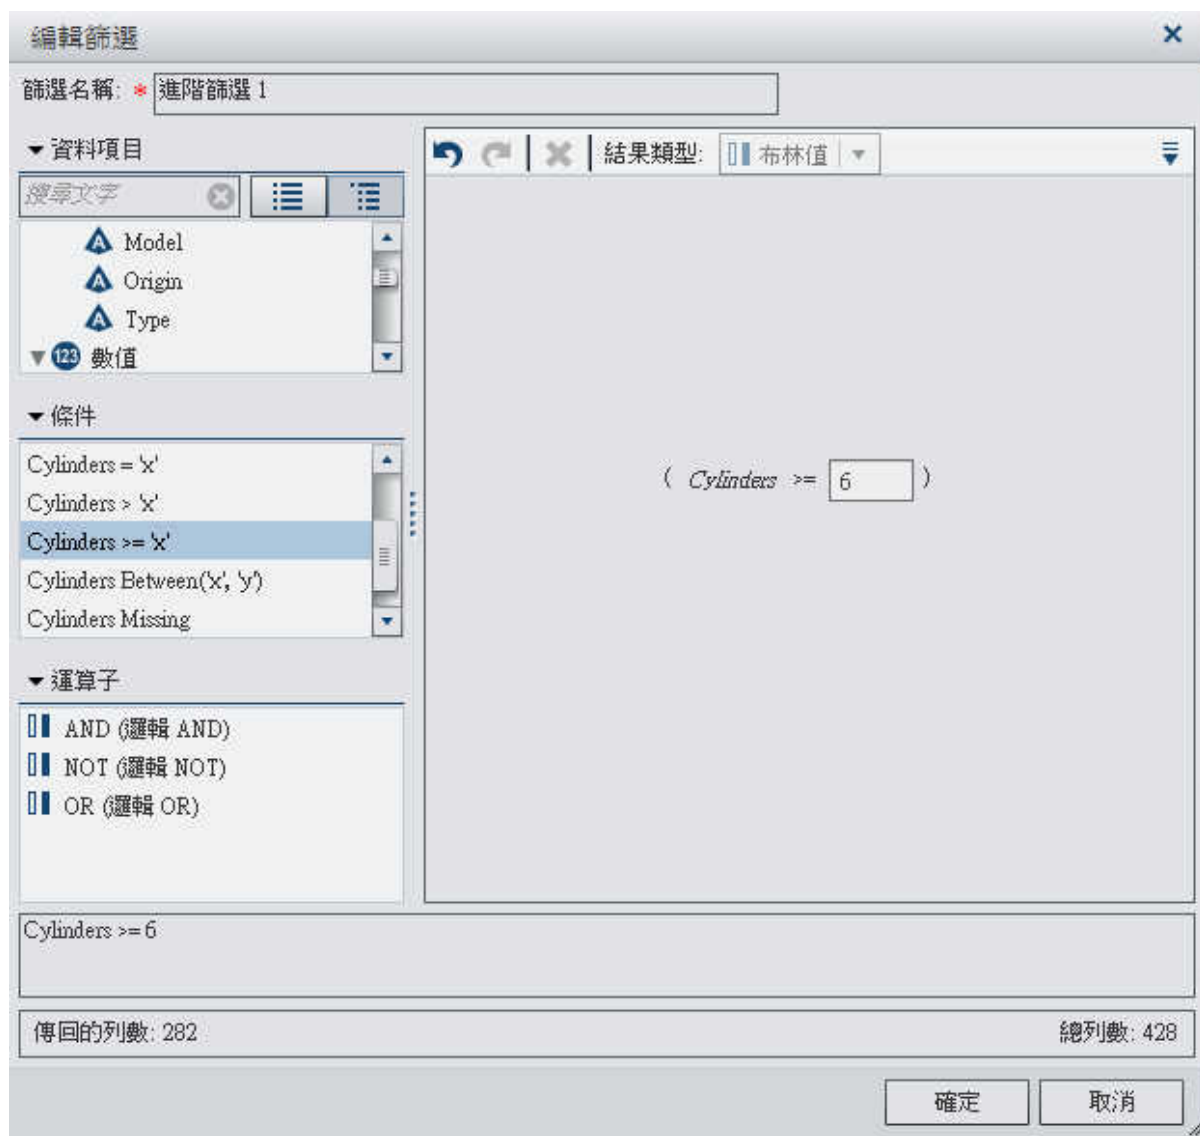 編輯篩選
篩選名稱: * 進階篩選 1
資料項目
搜尋文字
Model
Origin
Type
123 數值
條件
Cylinders = 'x'
Cylinders > 'x'
Cylinders >= 'x'
Cylinders Between('x', 'y')
Cylinders Missing
運算子
AND (邏輯 AND)
NOT (邏輯 NOT)
OR (邏輯 OR)
結果類型: 布林值
( Cylinders >= 6 )
Cylinders >= 6
傳回的列數: 282 總列數: 428
確定 取消